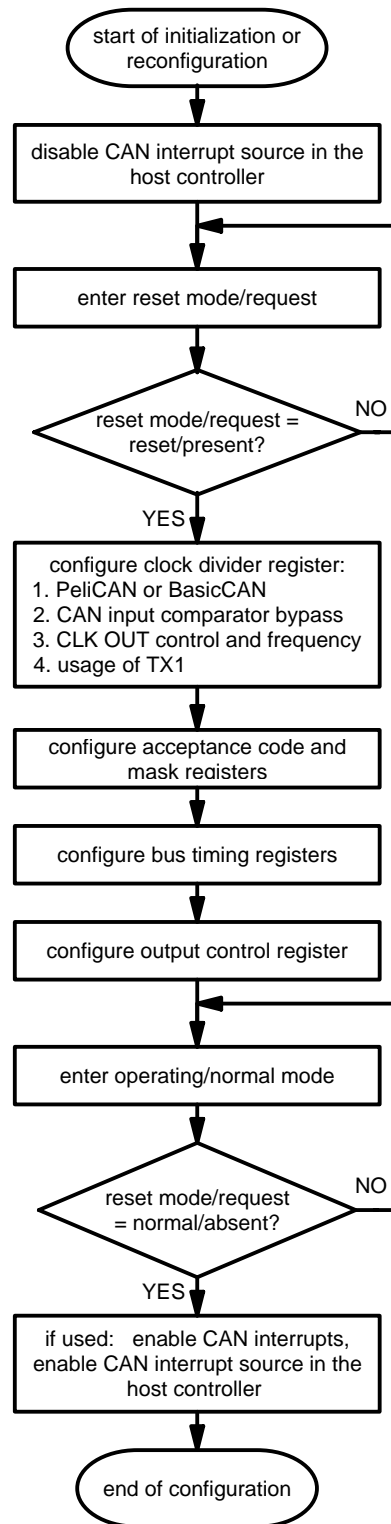 start of initialization or
reconfiguration
disable CAN interrupt source in the
host controller
enter reset mode/request
reset mode/request =
reset/present?
NO
YES
configure clock divider register:
1. PeliCAN or BasicCAN
2. CAN input comparator bypass
3. CLK OUT control and frequency
4. usage of TX1
configure acceptance code and
mask registers
configure bus timing registers
configure output control register
enter operating/normal mode
reset mode/request
= normal/absent?
NO
YES
if used: enable CAN interrupts,
enable CAN interrupt source in the
host controller
end of configuration